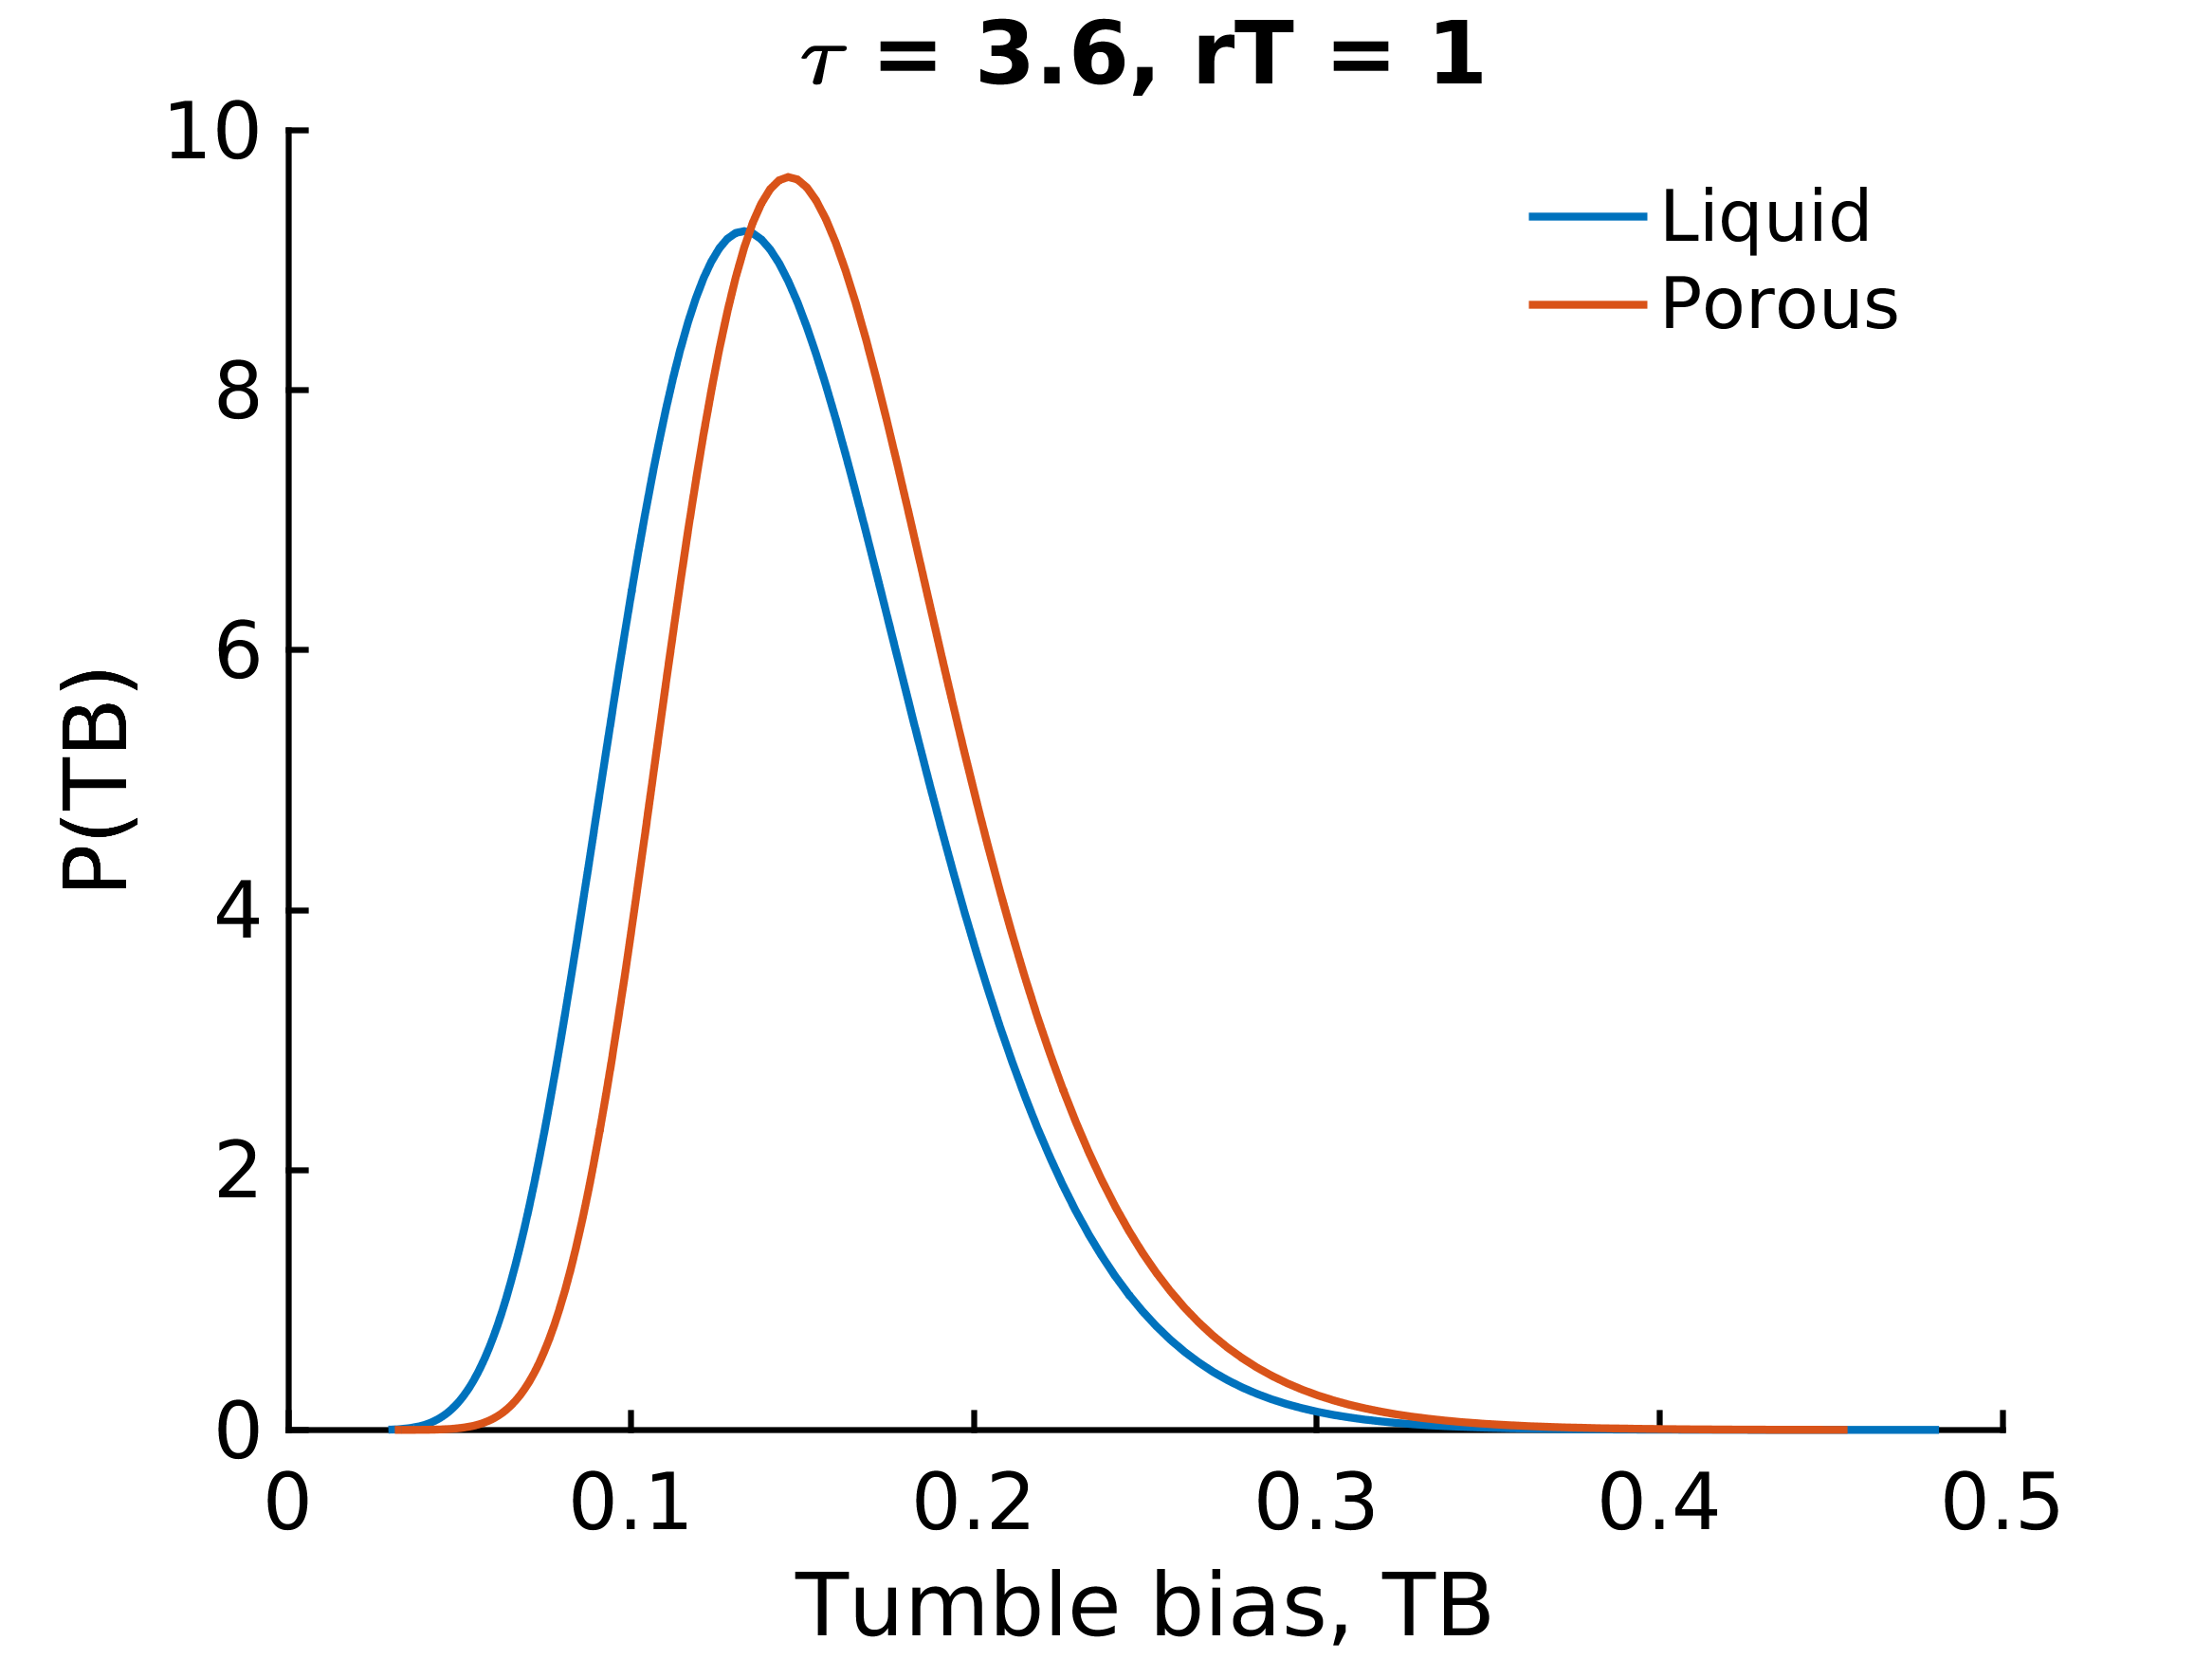 τ = 3.6, rT = 1
10
8
6
4
2
0
P(TB)
Liquid
Porous
0 0.1 0.2 0.3 0.4 0.5
Tumble bias, TB